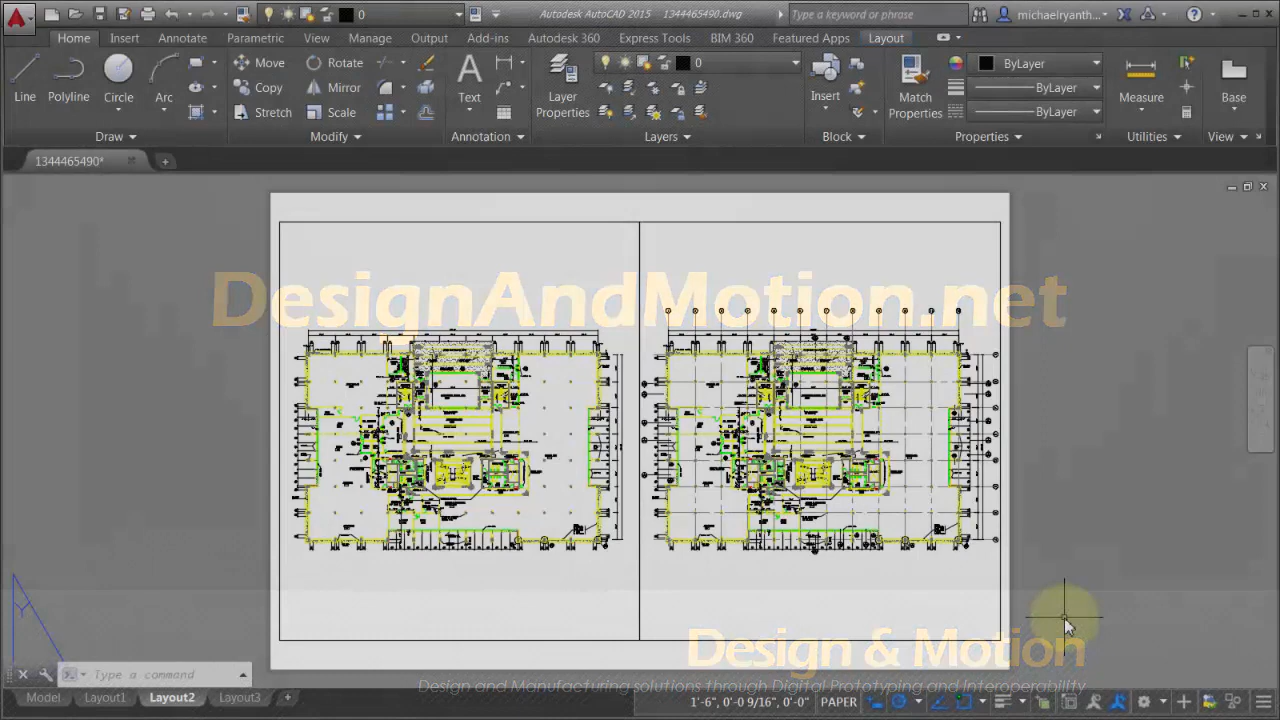 0
Autodesk AutoCAD 2015 1344465490.dwg
Type a keyword or phrase
michaelryanth...
Home Insert Annotate Parametric View Manage Output Add-ins Autodesk 360 Express Tools BIM 360 Featured Apps Layout
Line
Polyline
Circle
Arc
Move
Copy
Stretch
Rotate
Mirror
Scale
Text
Layer
Properties
0
Insert
Match
Properties
ByLayer
ByLayer
ByLayer
Measure
Base
Draw Modify Annotation Layers Block Properties Utilities View
1344465490*
DesignAndMotion.net
Design & Motion
Design and Manufacturing solutions through Digital Prototyping and Interoperability
Type a command
Model Layout1 Layout2 Layout3
1'-6", 0'-0 9/16", 0'-0" PAPER